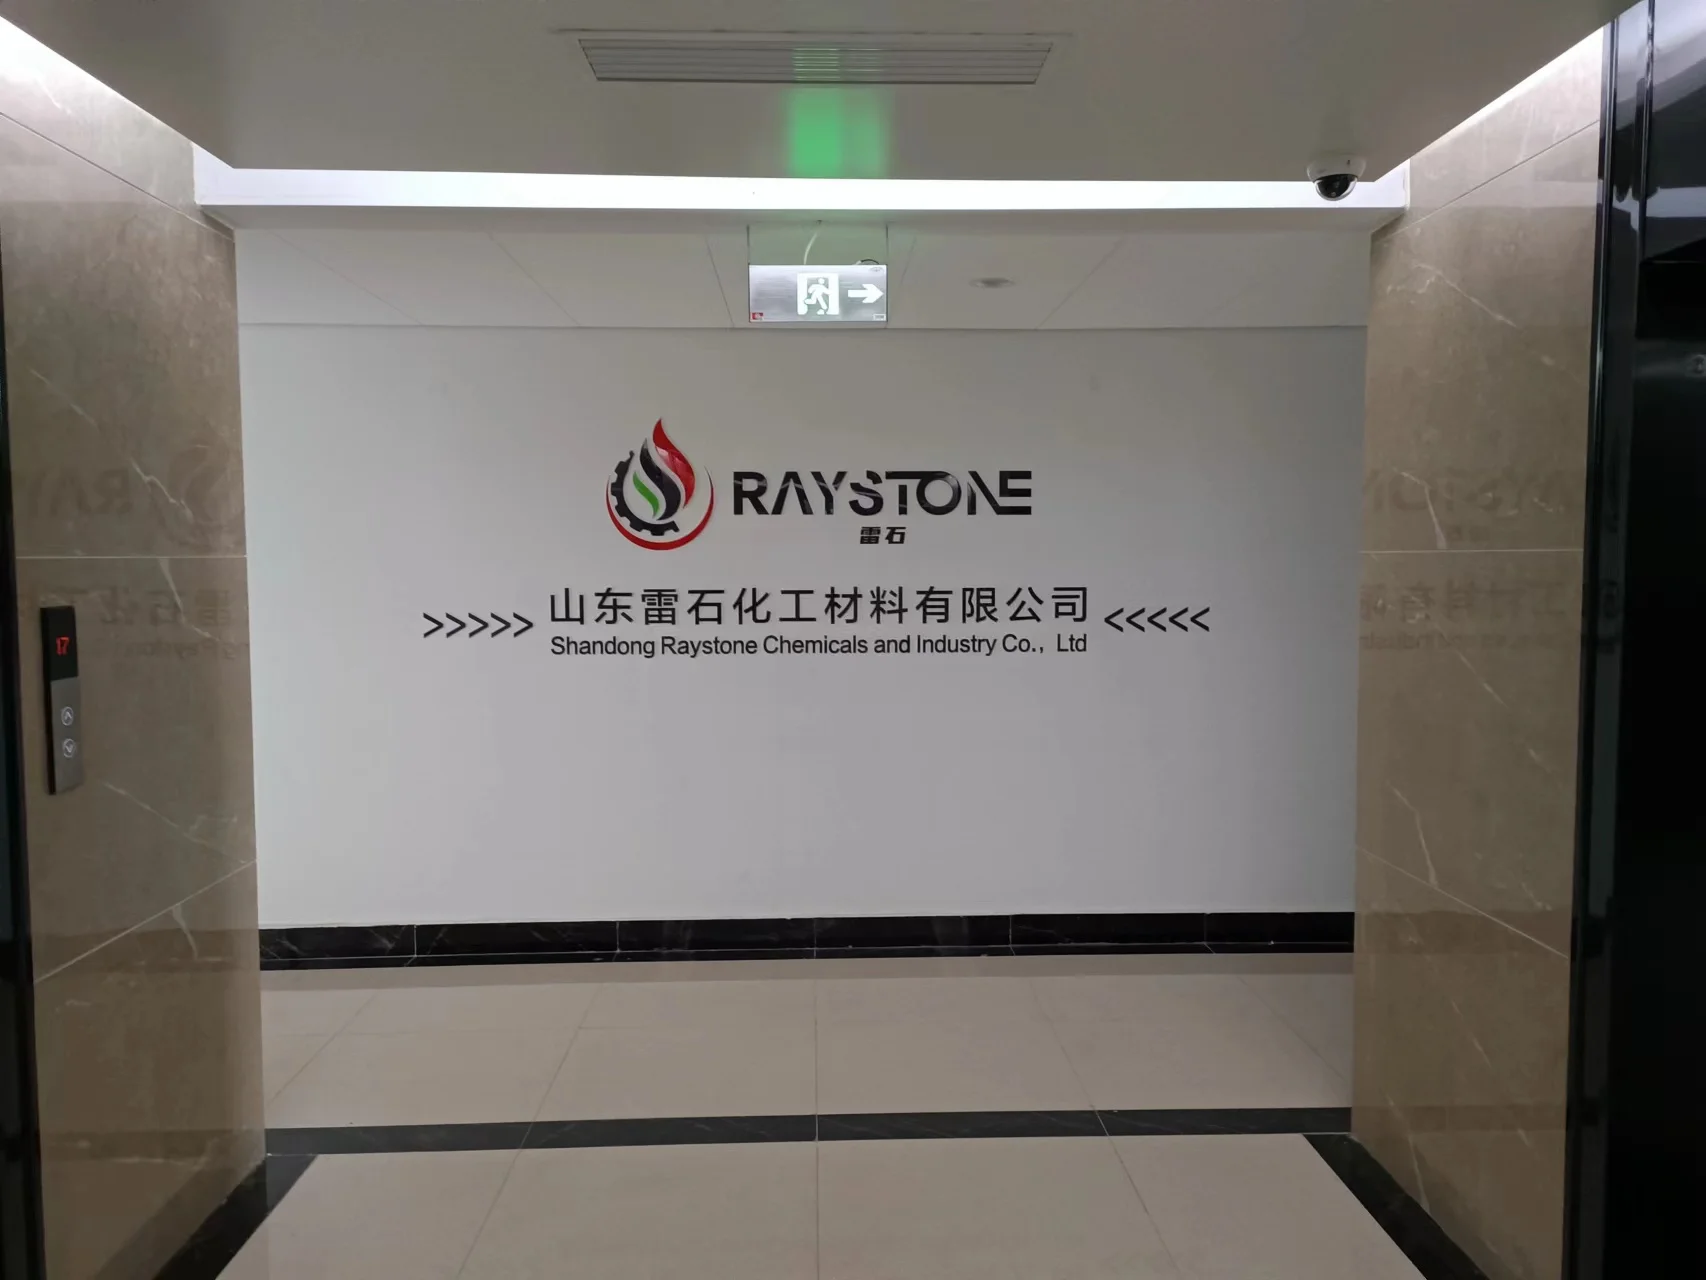 RAYSTONE
雷石
>>>>> 山东雷石化工材料有限公司 <<<<<
Shandong Raystone Chemicals and Industry Co., Ltd
17